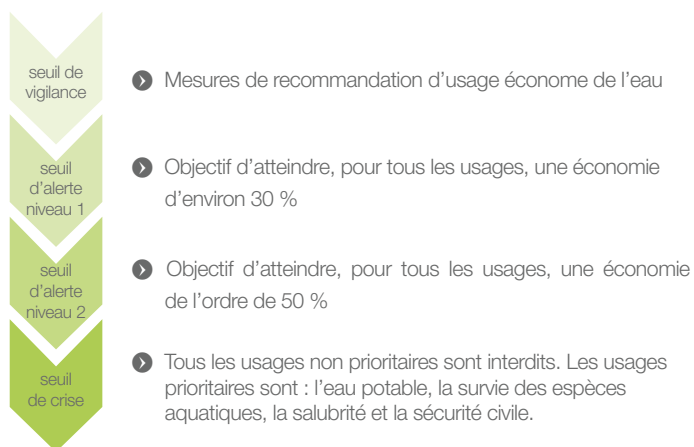 seuil de
vigilance
Mesures de recommandation d’usage économe de l’eau
seuil
d’alerte
niveau 1
Objectif d’atteindre, pour tous les usages, une économie
d’environ 30 %
seuil
d’alerte
niveau 2
Objectif d’atteindre, pour tous les usages, une économie
de l’ordre de 50 %
seuil
de crise
Tous les usages non prioritaires sont interdits. Les usages
prioritaires sont : l’eau potable, la survie des espèces
aquatiques, la salubrité et la sécurité civile.